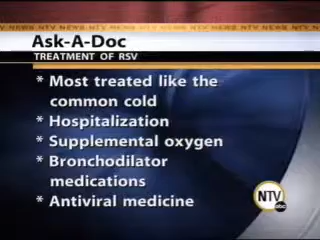 NEWS NTV NEWS NTV NEWS NTV NEWS NTV NEWS
Ask-A-Doc
TREATMENT OF RSV
* Most treated like the
common cold
* Hospitalization
* Supplemental oxygen
* Bronchodilator
medications
* Antiviral medicine
NTV
abc